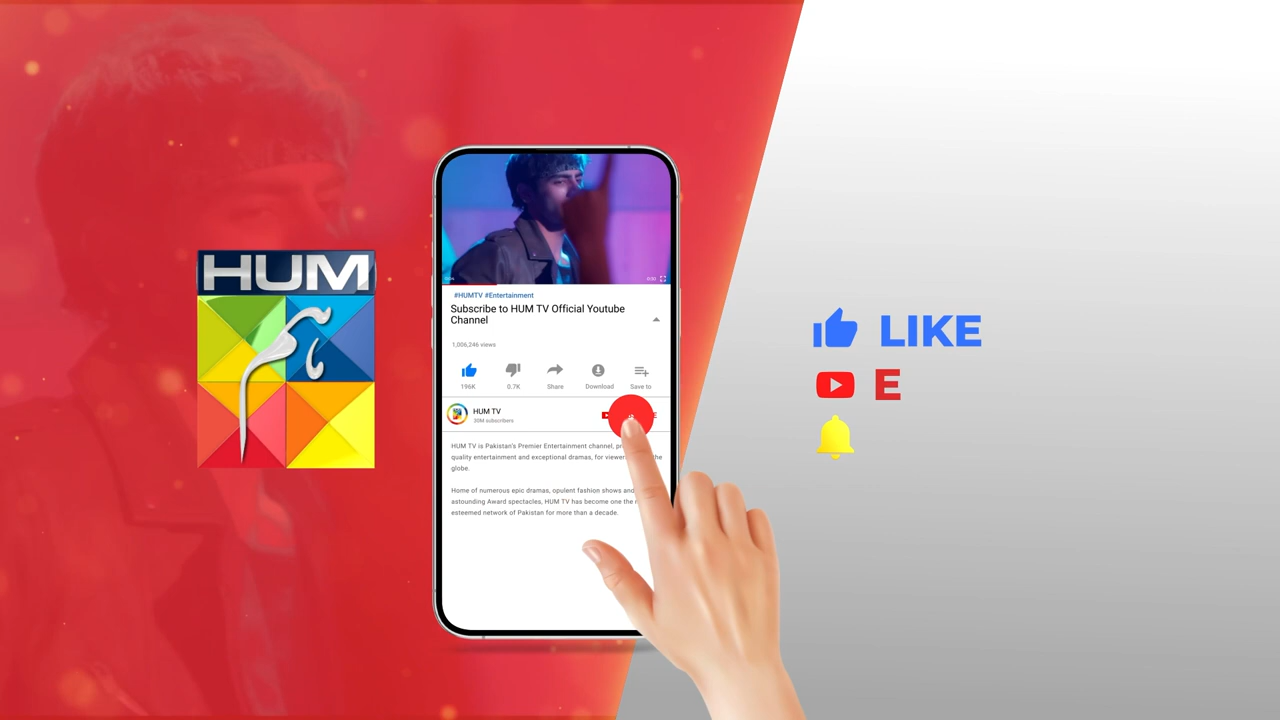 HUM
ہم
#HUMTV #Entertainment
Subscribe to HUM TV Official Youtube
Channel
1,006,246 views
196K
0.7K
Share
Download
Save to
HUM TV
30M subscribers
E
HUM TV is Pakistan's Premier Entertainment channel,
quality entertainment and exceptional dramas, for the
globe.
Home of numerous epic dramas, opulent fashion shows and
astounding Award spectacles, HUM TV has become one the
esteemed network of Pakistan for more than a decade.
LIKE
E